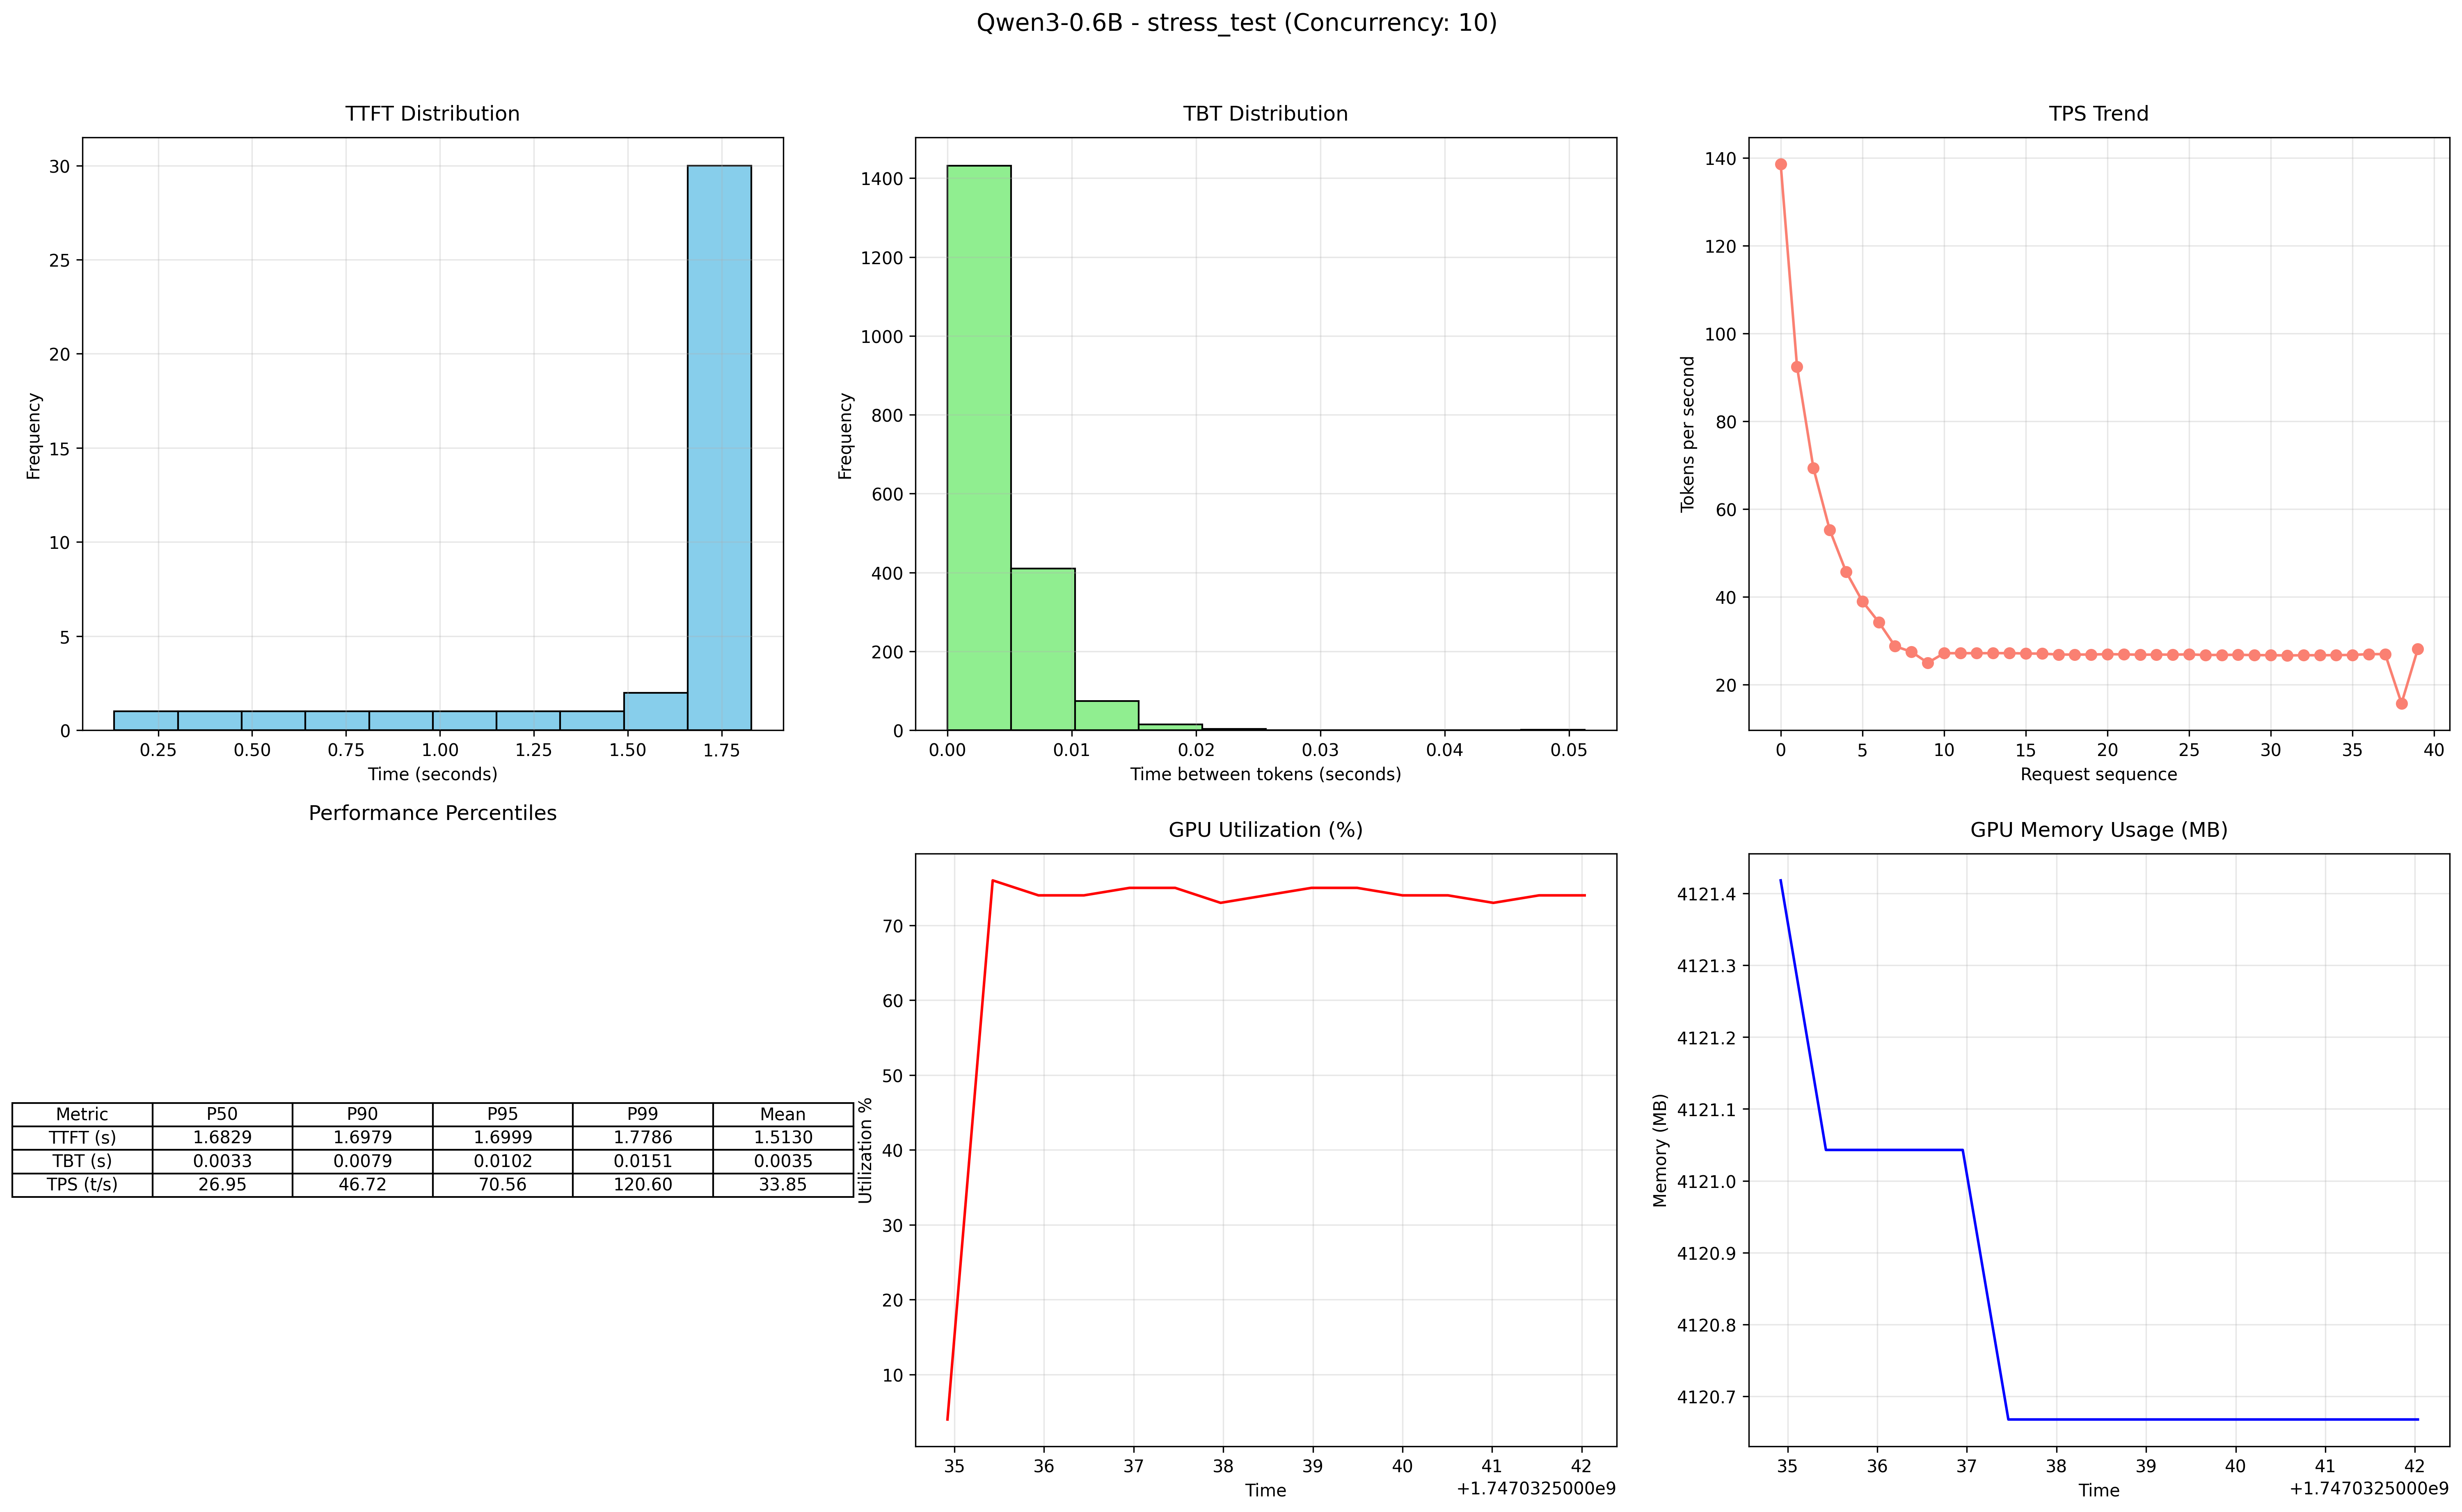 Qwen3-0.6B - stress_test (Concurrency: 10)
TTFT Distribution
Frequency
30
25
20
15
10
5
0
0.25 0.50 0.75 1.00 1.25 1.50 1.75
Time (seconds)
TBT Distribution
Frequency
1400
1200
1000
800
600
400
200
0
0.00 0.01 0.02 0.03 0.04 0.05
Time between tokens (seconds)
TPS Trend
Tokens per second
140
120
100
80
60
40
20
0 5 10 15 20 25 30 35 40
Request sequence
Performance Percentiles
Metric P50 P90 P95 P99 Mean
TTFT (s) 1.6829 1.6979 1.6999 1.7786 1.5130
TBT (s) 0.0033 0.0079 0.0102 0.0151 0.0035
TPS (t/s) 26.95 46.72 70.56 120.60 33.85
GPU Utilization (%)
Utilization %
70
60
50
40
30
20
10
35 36 37 38 39 40 41 42
Time
+1.7470325000e9
GPU Memory Usage (MB)
Memory (MB)
4121.4
4121.3
4121.2
4121.1
4121.0
4120.9
4120.8
4120.7
35 36 37 38 39 40 41 42
Time
+1.7470325000e9